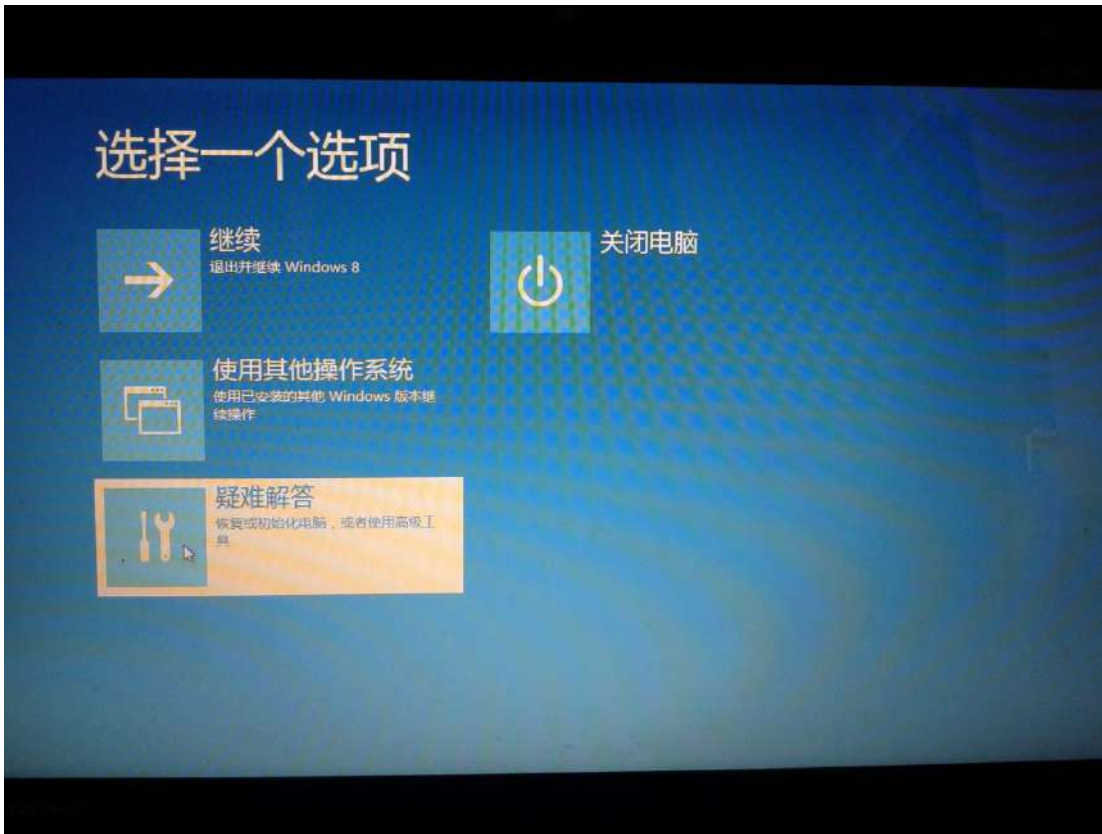 选择一个选项
继续
退出并继续 Windows 8
关闭电脑
使用其他操作系统
使用已安装的其他 Windows 版本继
续操作
疑难解答
恢复或初始化电脑，或者使用高级工
具